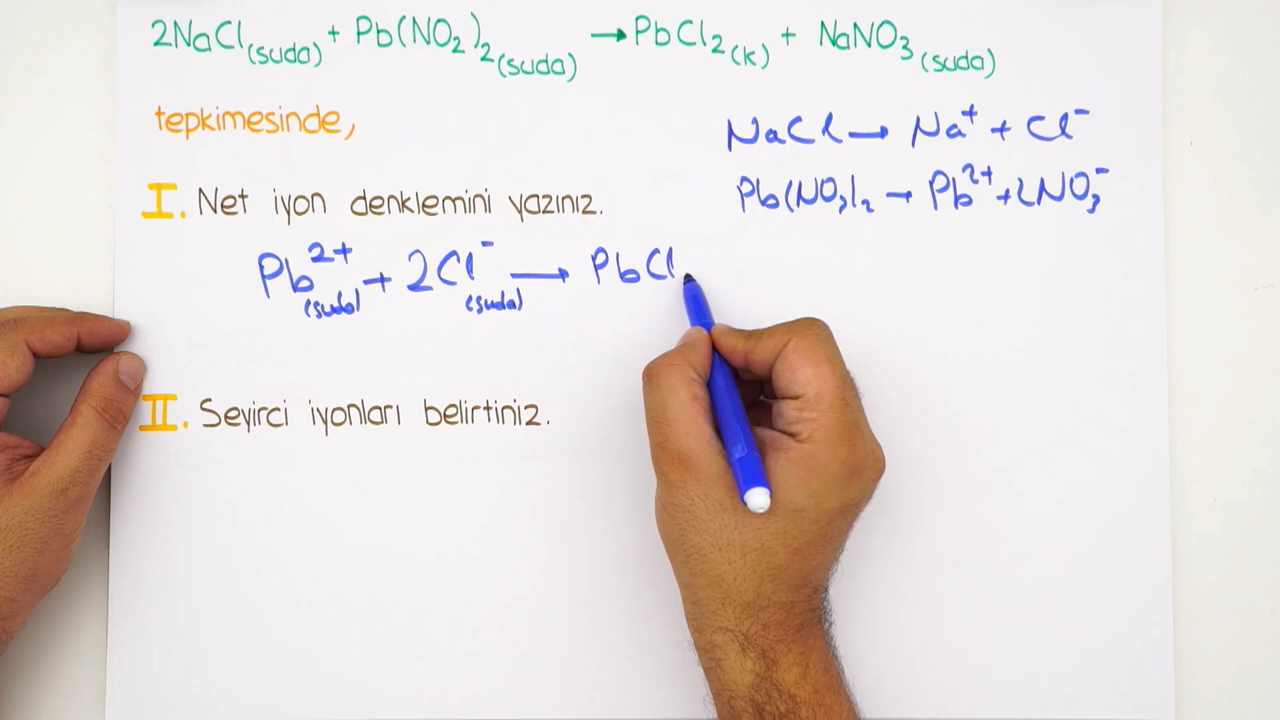 2NaCl(suda) + Pb(NO₂)₂(suda) → PbCl₂(k) + NaNO₃(suda)
tepkimesinde,
NaCl → Na⁺ + Cl⁻
Pb(NO₃)₂ → Pb²⁺ + 2NO₃⁻
I. Net iyon denklemini yazınız.
Pb²⁺(suda) + 2Cl⁻(suda) → PbCl
II. Seyirci iyonları belirtiniz.